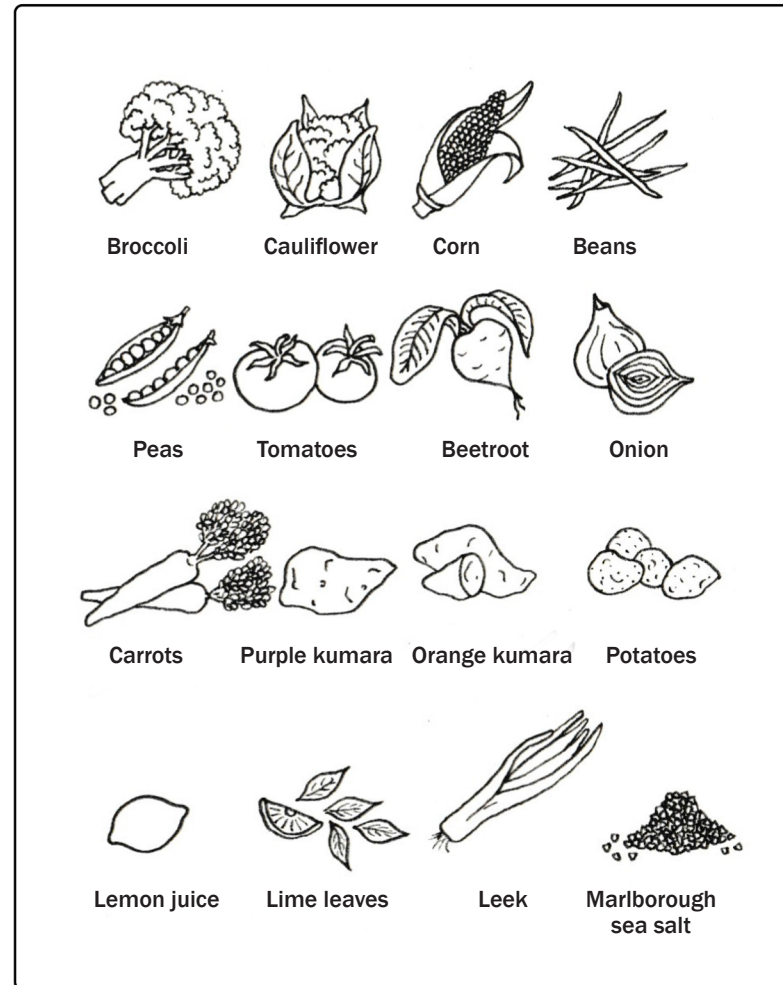 Broccoli Cauliflower Corn Beans
Peas Tomatoes Beetroot Onion
Carrots Purple kumara Orange kumara Potatoes
Lemon juice Lime leaves Leek Marlborough
sea salt